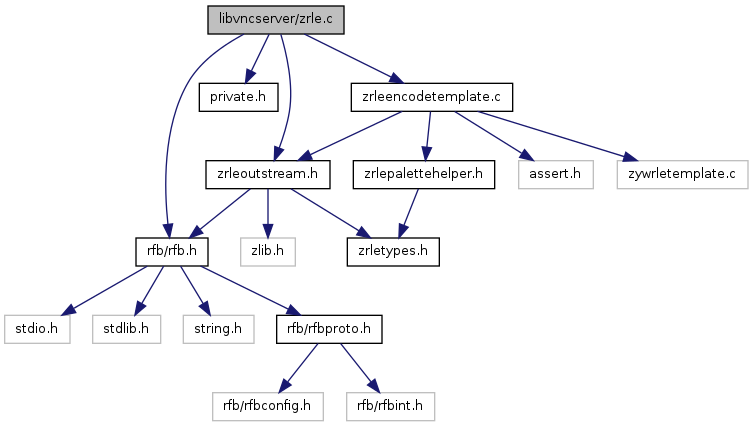 libvncserver/zrle.c
private.h
zrleencodetemplate.c
zrleoutstream.h
zrlepalettehelper.h
assert.h
zywrletemplate.c
rfb/rfb.h
zlib.h
zrletypes.h
stdio.h
stdlib.h
string.h
rfb/rfbproto.h
rfb/rfbconfig.h
rfb/rfbint.h